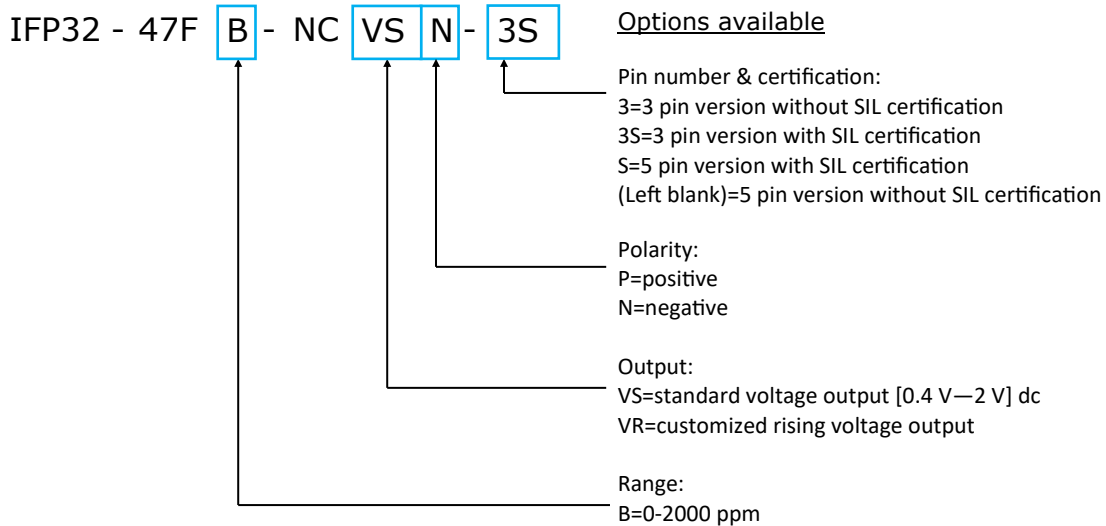 IFP32 - 47F B - NC VS N - 3S
Options available
Pin number & certification:
3=3 pin version without SIL certification
3S=3 pin version with SIL certification
S=5 pin version with SIL certification
(Left blank)=5 pin version without SIL certification
Polarity:
P=positive
N=negative
Output:
VS=standard voltage output [0.4 V—2 V] dc
VR=customized rising voltage output
Range:
B=0-2000 ppm